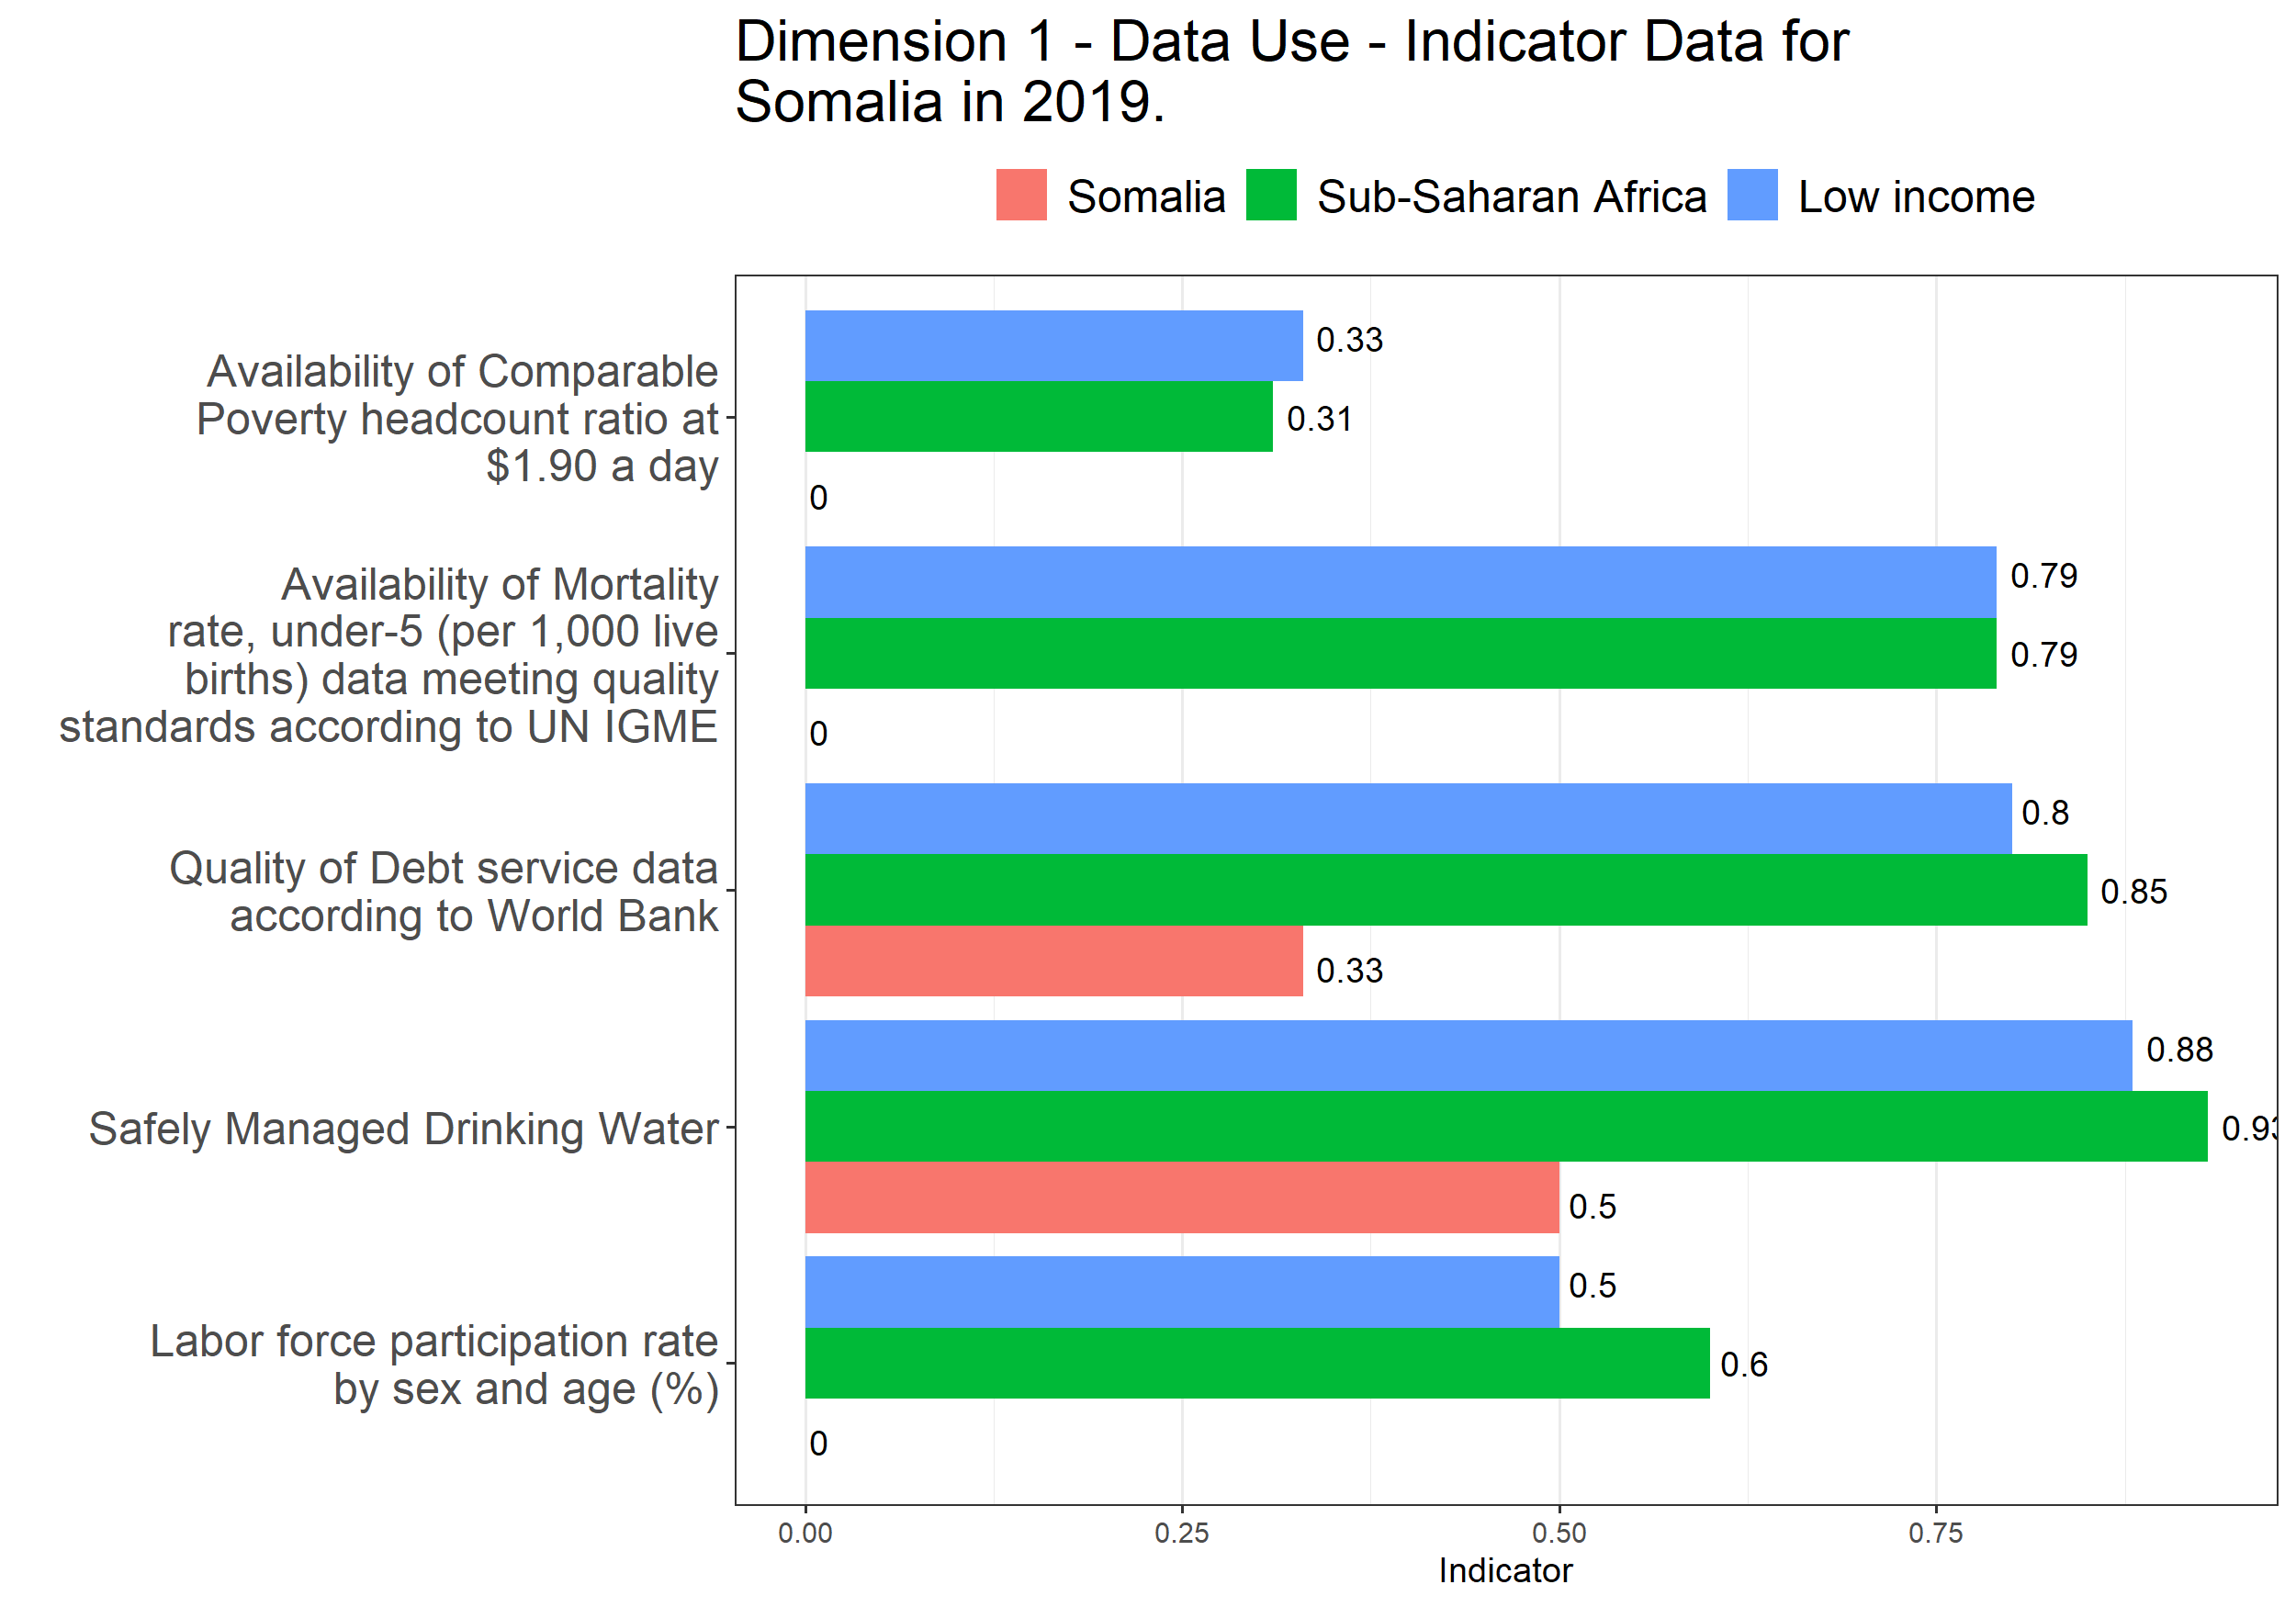 Dimension 1 - Data Use - Indicator Data for
Somalia in 2019.
Somalia
Sub-Saharan Africa
Low income
Availability of Comparable
Poverty headcount ratio at
$1.90 a day
0.33
0.31
0
Availability of Mortality
rate, under-5 (per 1,000 live
births) data meeting quality
standards according to UN IGME
0.79
0.79
0
Quality of Debt service data
according to World Bank
0.8
0.85
0.33
Safely Managed Drinking Water
0.88
0.93
0.5
Labor force participation rate
by sex and age (%)
0.5
0.6
0
0.00
0.25
0.50
0.75
Indicator